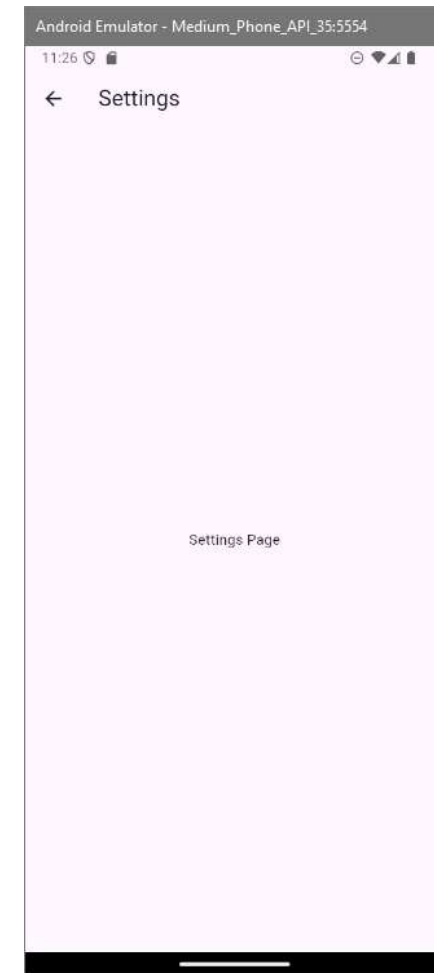 Android Emulator - Medium_Phone_API_35:5554
11:26
Settings
Settings Page